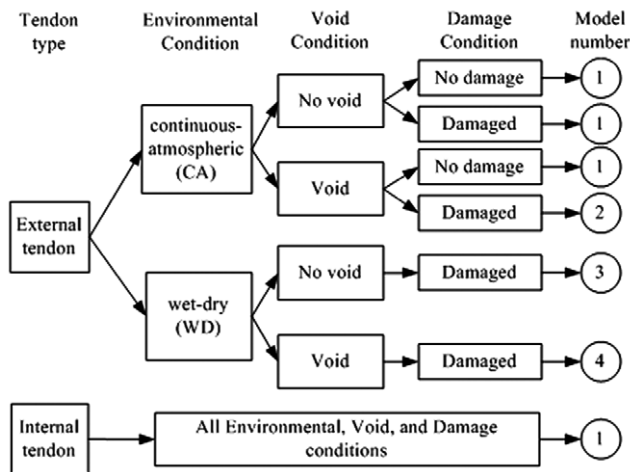 Tendon type
Environmental Condition
Void Condition
Damage Condition
Model number
External tendon
continuous-atmospheric (CA)
No void
No damage
1
Damaged
1
Void
No damage
1
Damaged
2
wet-dry (WD)
No void
Damaged
3
Void
Damaged
4
Internal tendon
All Environmental, Void, and Damage conditions
1